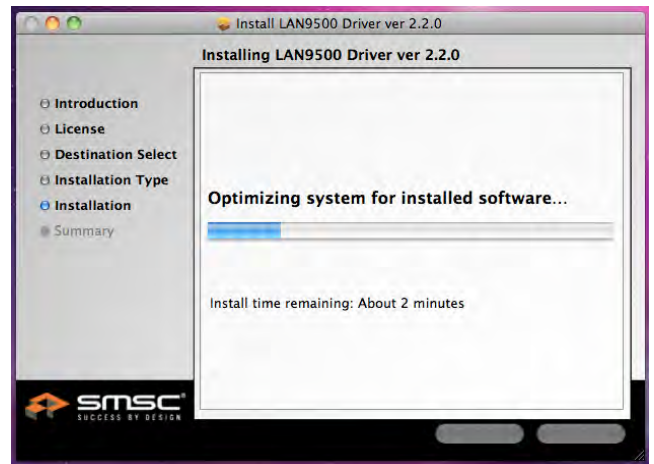 Install LAN9500 Driver ver 2.2.0
Installing LAN9500 Driver ver 2.2.0
Introduction
License
Destination Select
Installation Type
Installation
Summary
Optimizing system for installed software...
Install time remaining: About 2 minutes
smsc
SUCCESS BY DESIGN